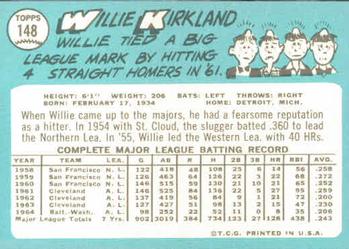 TOPPS
148
WILLIE KIRKLAND
WILLIE TIED A BIG
LEAGUE MARK BY HITTING
4 STRAIGHT HOMERS IN '61.
HEIGHT: 6'1" WEIGHT: 206 BATS: LEFT THROWS: RIGHT
BORN: FEBRUARY 17, 1934 HOME: DETROIT, MICH.
When Willie came up to the majors, he had a fearsome reputation
as a hitter. In 1954 with St. Cloud, the slugger batted .360 to lead
the Northern Lea. In '55, Willie led the Western Lea. with 40 HRs.
COMPLETE MAJOR LEAGUE BATTING RECORD
YEAR TEAM LEA. G AB R H 2B 3B HR RBI AVG.
1958 San Francisco N. L. 122 418 48 108 25 6 14 56 .258
1959 San Francisco N. L. 126 463 64 126 22 3 22 68 .272
1960 San Francisco N. L. 146 515 59 130 21 10 21 65 .252
1961 Cleveland A. L. 146 525 84 136 22 5 27 95 .259
1962 Cleveland A. L. 137 419 56 84 9 1 21 72 .200
1963 Cleveland A. L. 127 427 51 98 13 2 15 47 .230
1964 Balt.-Wash. A. L. 98 252 22 52 11 0 8 35 .206
Major League Totals 7 Yrs. 902 3019 384 734 123 27 128 438 .243
©T.C.G. PRINTED IN U.S.A.